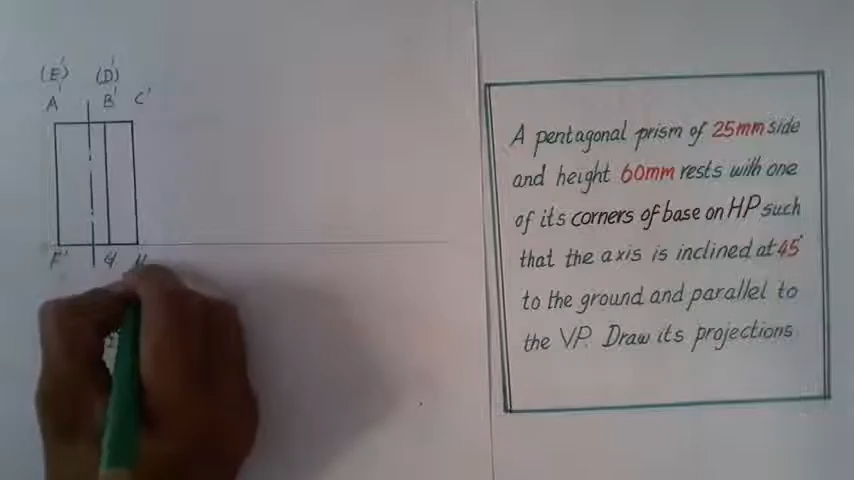 (E') (D')
A' B' C'
F' G' H'
A pentagonal prism of 25mm side
and height 60mm rests with one
of its corners of base on HP such
that the axis is inclined at 45°
to the ground and parallel to
the VP. Draw its projections